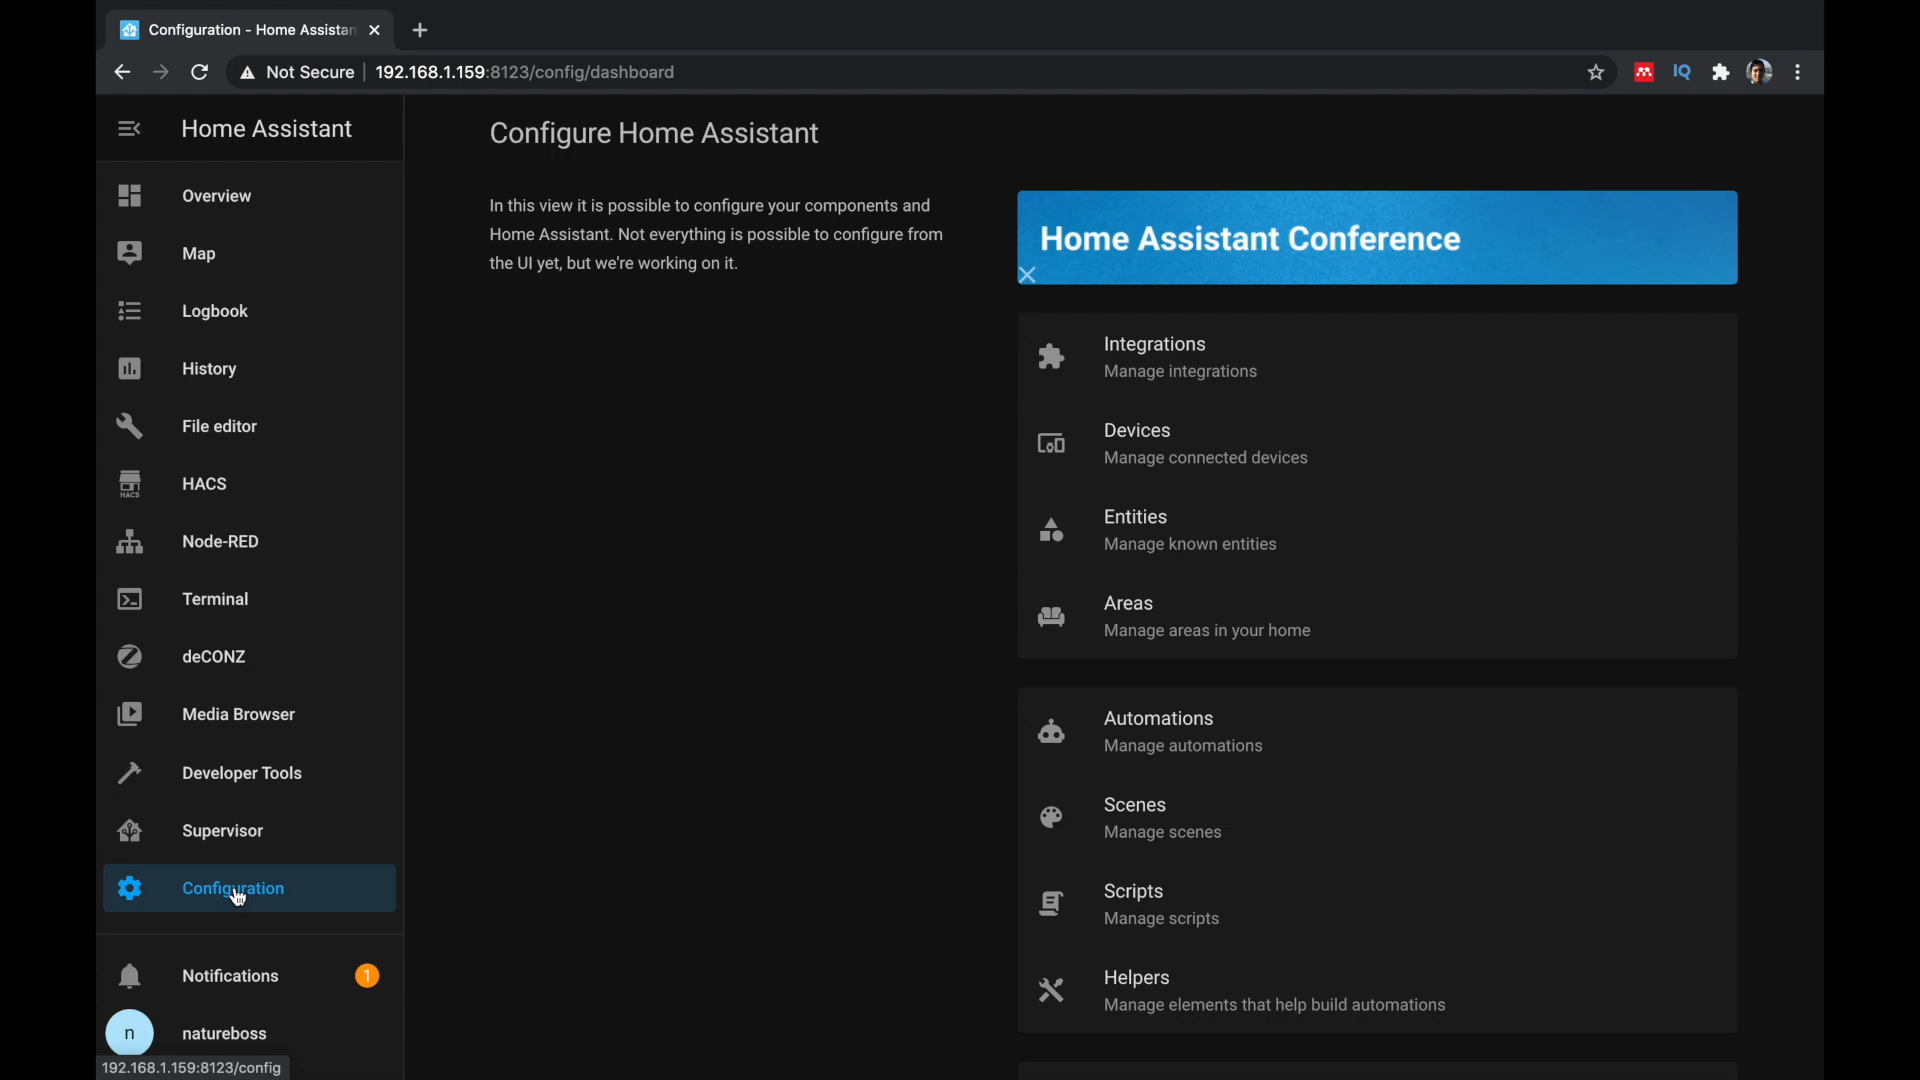 Configuration - Home Assistan
Not Secure
192.168.1.159:8123/config/dashboard
IQ
Home Assistant
Overview
Map
Logbook
History
File editor
HACS
HACS
Node-RED
Terminal
deCONZ
Media Browser
Developer Tools
Supervisor
Configuration
Notifications
1
n
natureboss
192.168.1.159:8123/config
Configure Home Assistant
In this view it is possible to configure your components and
Home Assistant. Not everything is possible to configure from
the UI yet, but we're working on it.
Home Assistant Conference
Integrations
Manage integrations
Devices
Manage connected devices
Entities
Manage known entities
Areas
Manage areas in your home
Automations
Manage automations
Scenes
Manage scenes
Scripts
Manage scripts
Helpers
Manage elements that help build automations